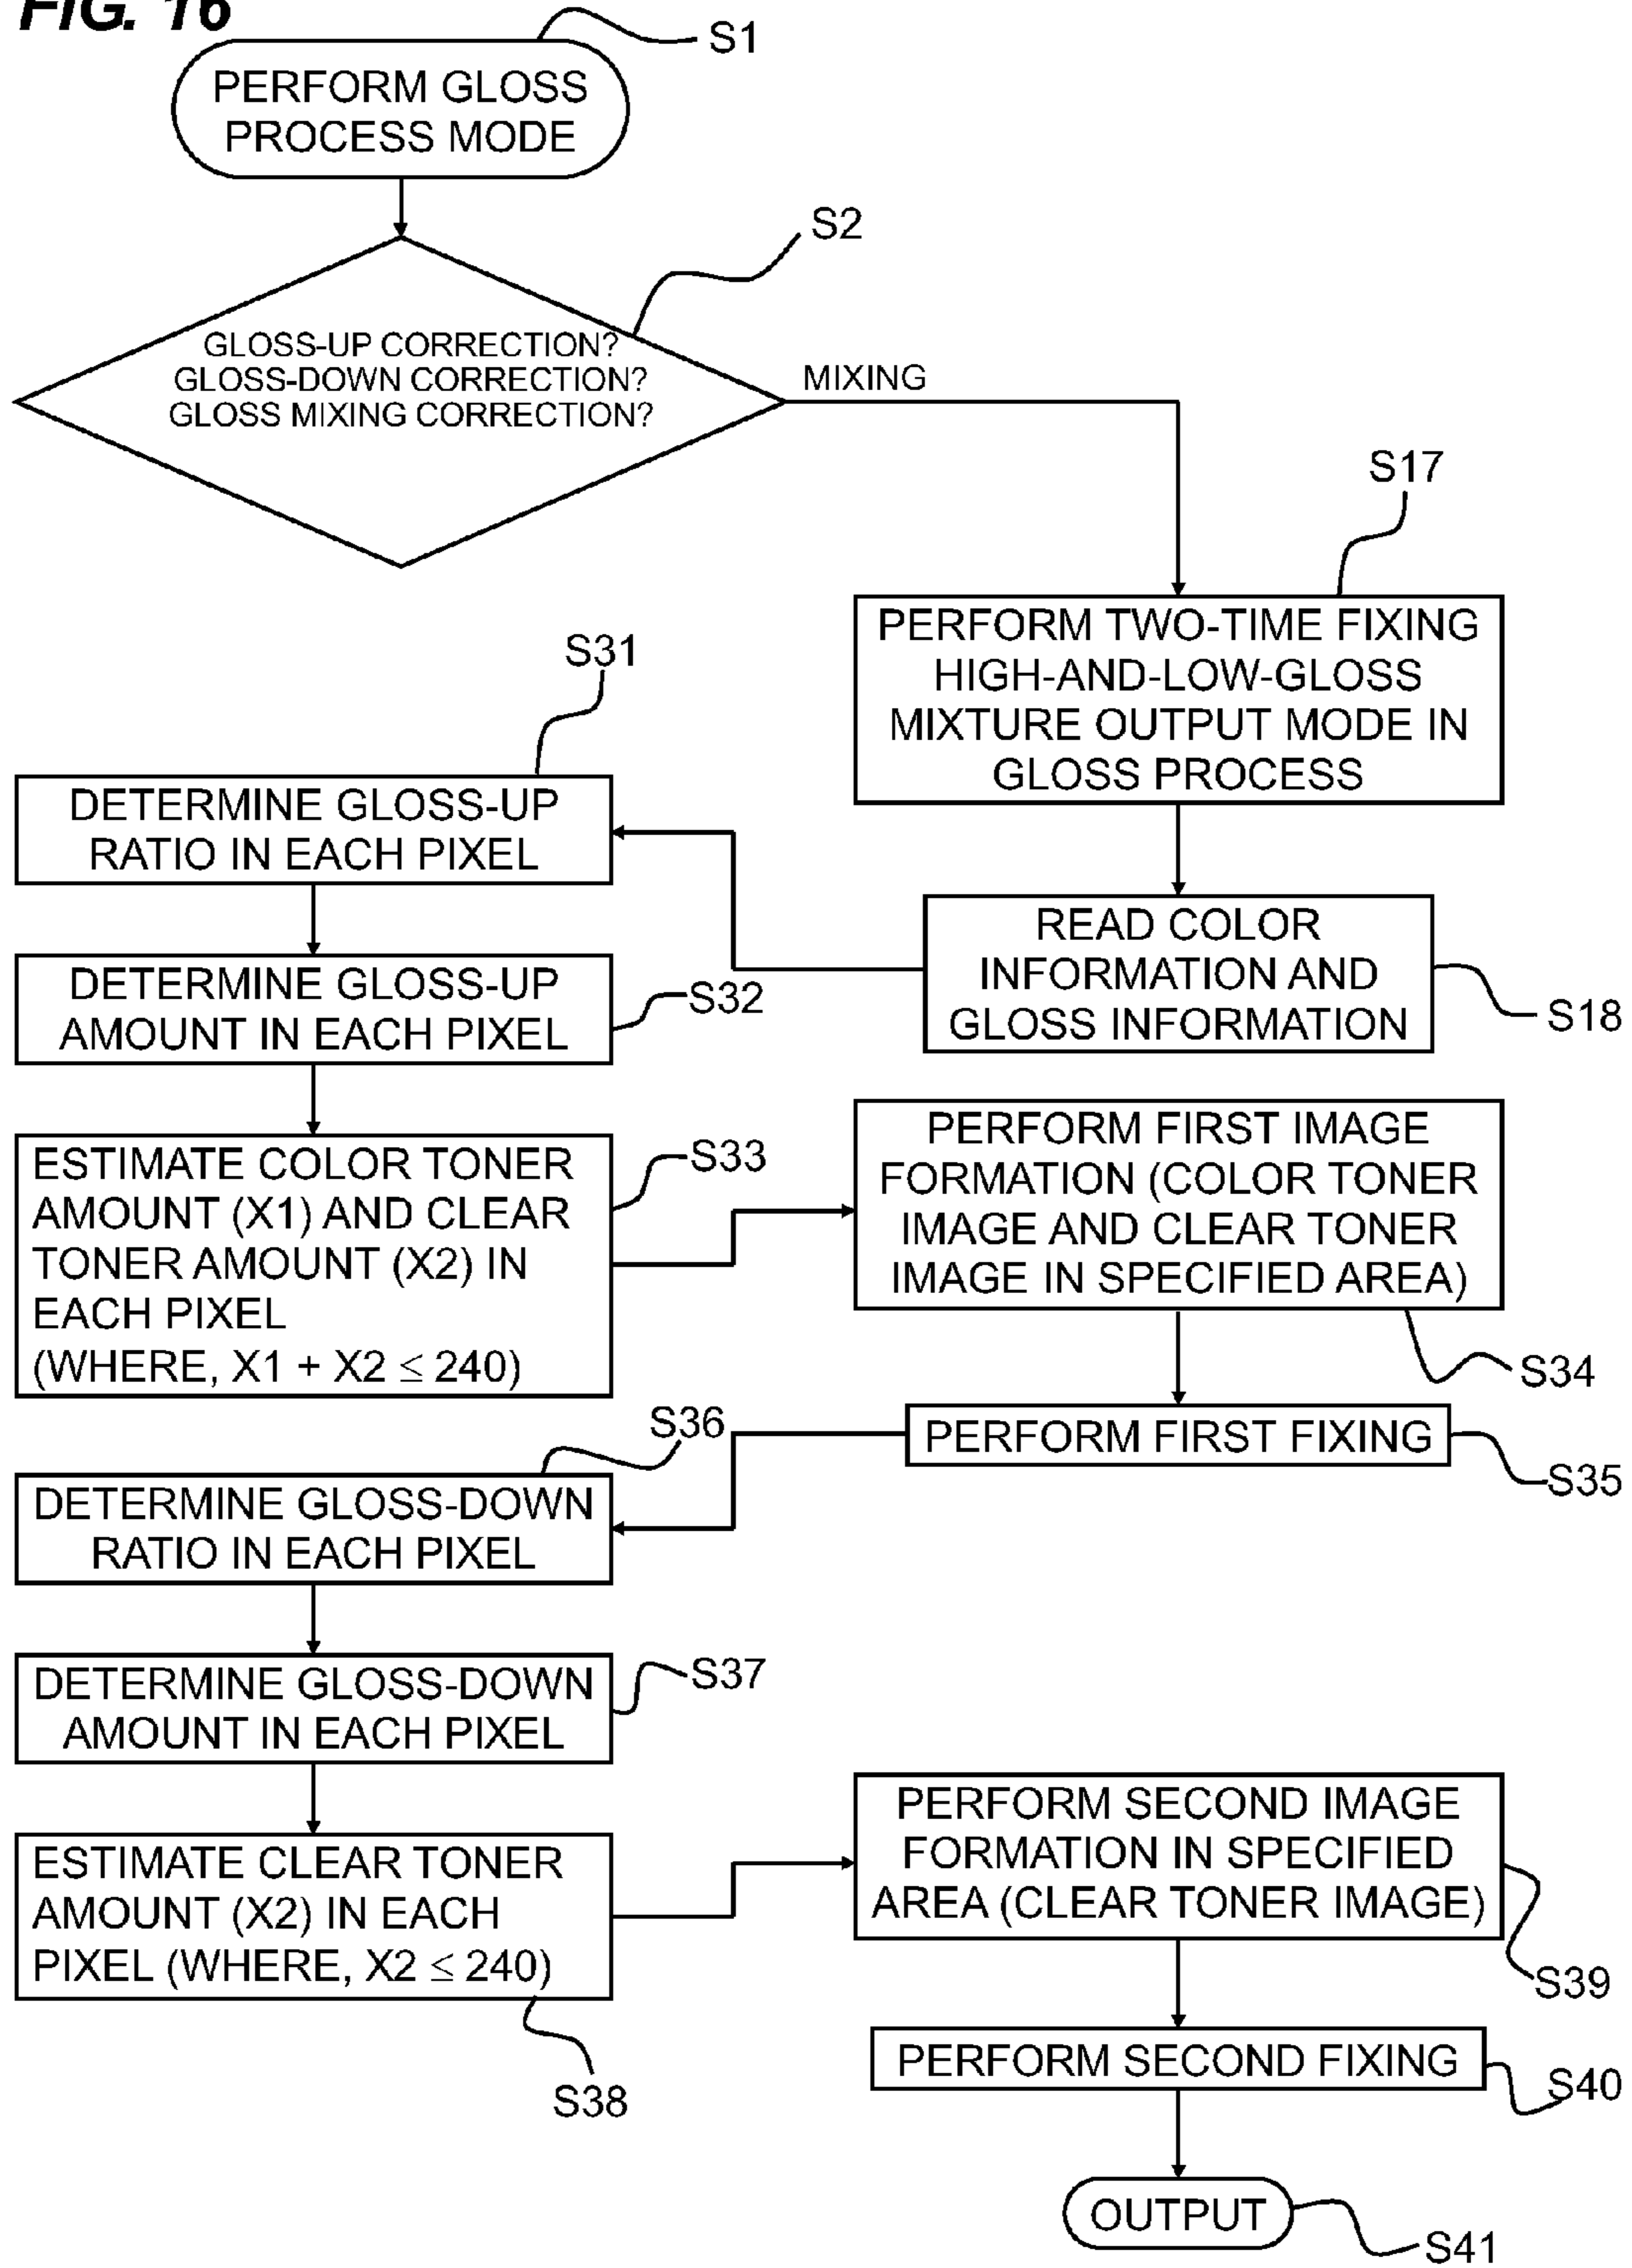 FIG. 16
S1
PERFORM GLOSS
PROCESS MODE
S2
GLOSS-UP CORRECTION?
GLOSS-DOWN CORRECTION?
GLOSS MIXING CORRECTION?
MIXING
S17
PERFORM TWO-TIME FIXING
HIGH-AND-LOW-GLOSS
MIXTURE OUTPUT MODE IN
GLOSS PROCESS
READ COLOR
INFORMATION AND
GLOSS INFORMATION
S18
S31
DETERMINE GLOSS-UP
RATIO IN EACH PIXEL
DETERMINE GLOSS-UP
AMOUNT IN EACH PIXEL
S32
ESTIMATE COLOR TONER
AMOUNT (X1) AND CLEAR
TONER AMOUNT (X2) IN
EACH PIXEL
(WHERE, X1 + X2 ≤ 240)
S33
PERFORM FIRST IMAGE
FORMATION (COLOR TONER
IMAGE AND CLEAR TONER
IMAGE IN SPECIFIED AREA)
S34
PERFORM FIRST FIXING
S35
S36
DETERMINE GLOSS-DOWN
RATIO IN EACH PIXEL
DETERMINE GLOSS-DOWN
AMOUNT IN EACH PIXEL
S37
ESTIMATE CLEAR TONER
AMOUNT (X2) IN EACH
PIXEL (WHERE, X2 ≤ 240)
S38
PERFORM SECOND IMAGE
FORMATION IN SPECIFIED
AREA (CLEAR TONER IMAGE)
S39
PERFORM SECOND FIXING
S40
OUTPUT
S41